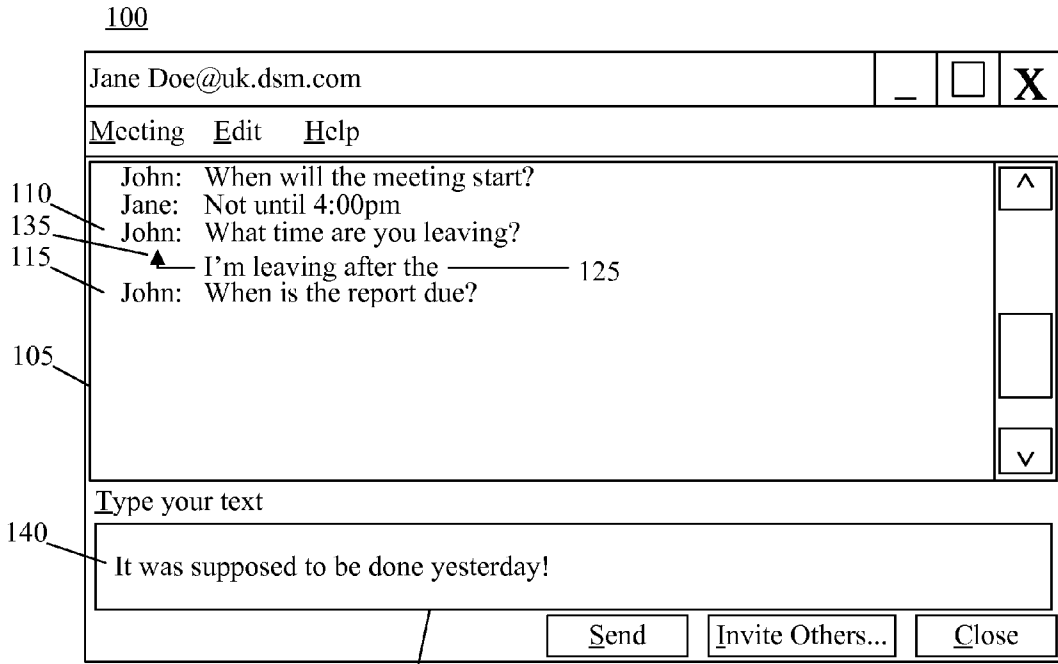 100
Jane Doe@uk.dsm.com _ X
Meeting Edit Help
John: When will the meeting start? ^
110 Jane: Not until 4:00pm
135 John: What time are you leaving?
115 I'm leaving after the 125
John: When is the report due?
105
v
Type your text
140 It was supposed to be done yesterday!
Send Invite Others... Close